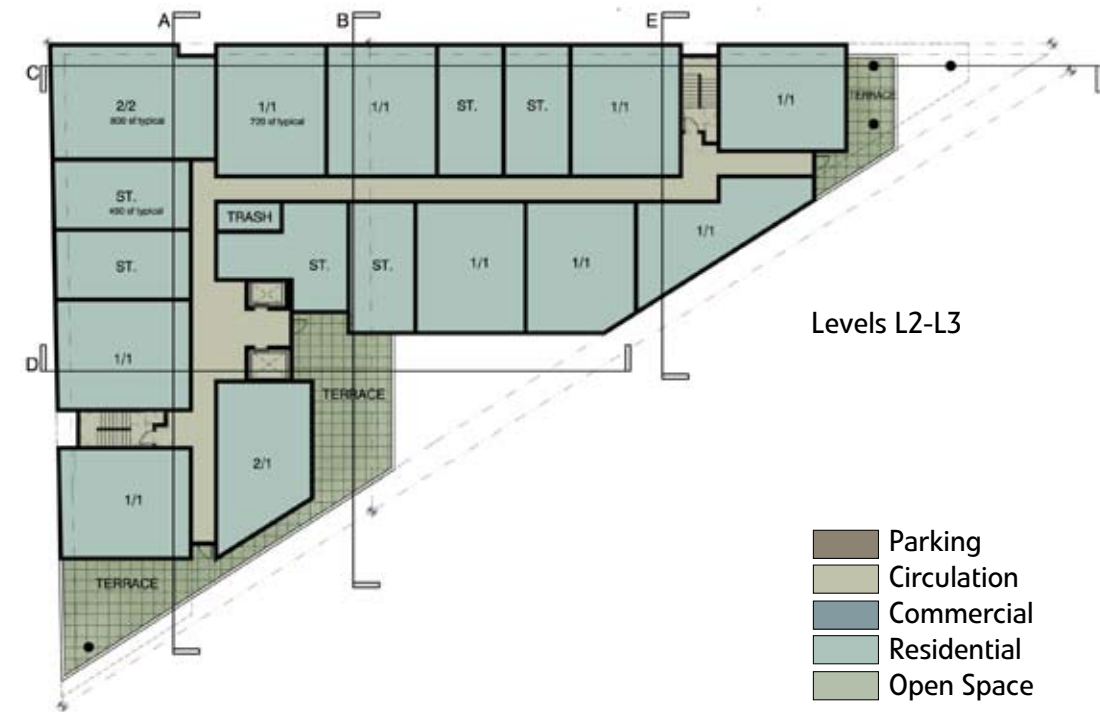 A
B
E
C
2/2
800 sf typical
1/1
720 sf typical
1/1
ST.
ST.
1/1
1/1
TERRACE
ST.
450 sf typical
TRASH
1/1
ST.
ST.
ST.
1/1
1/1
Levels L2-L3
D
1/1
TERRACE
2/1
1/1
TERRACE
Parking
Circulation
Commercial
Residential
Open Space